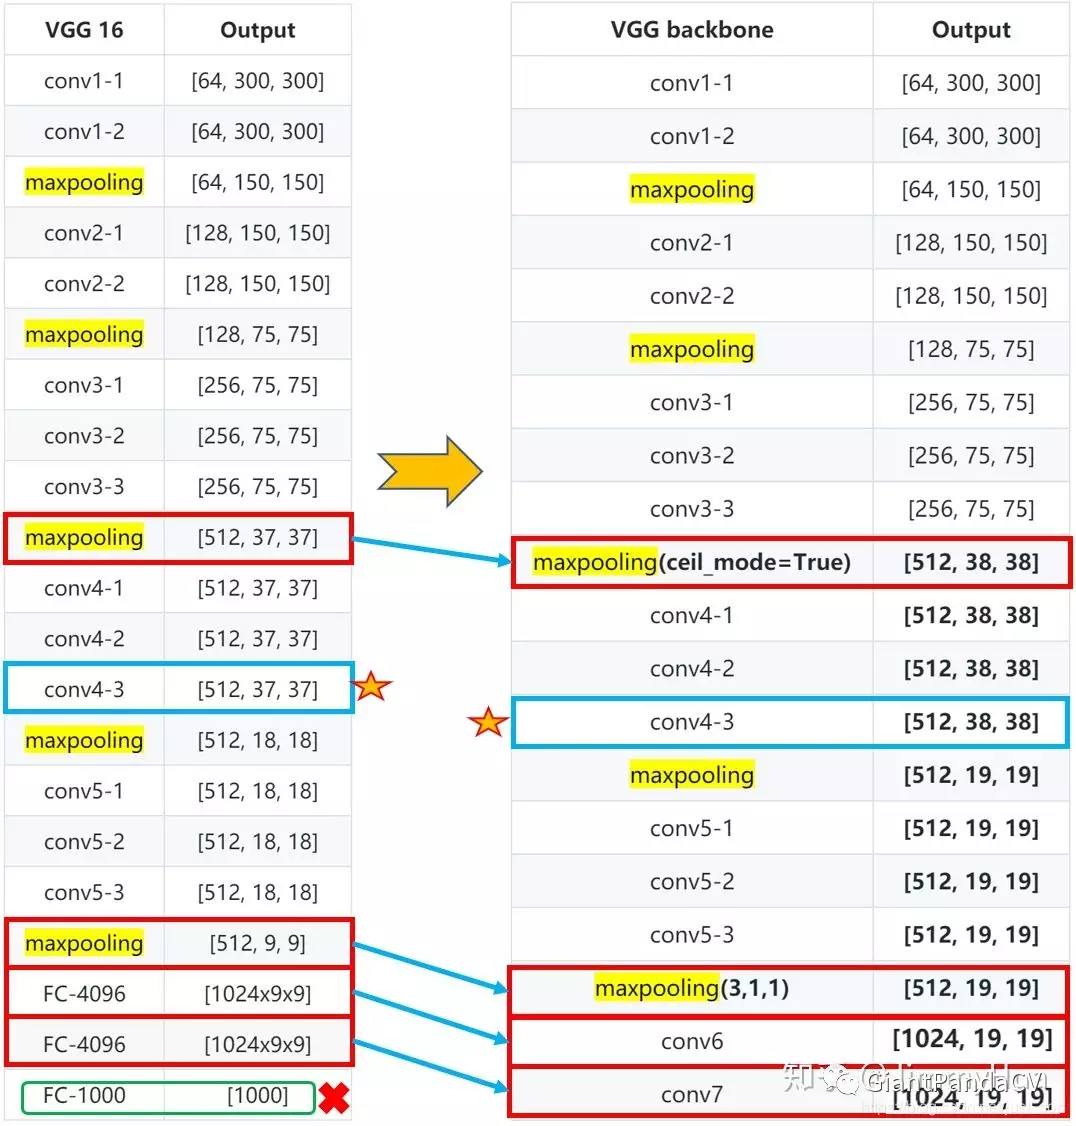 VGG 16 Output
conv1-1 [64, 300, 300]
conv1-2 [64, 300, 300]
maxpooling [64, 150, 150]
conv2-1 [128, 150, 150]
conv2-2 [128, 150, 150]
maxpooling [128, 75, 75]
conv3-1 [256, 75, 75]
conv3-2 [256, 75, 75]
conv3-3 [256, 75, 75]
maxpooling [512, 37, 37]
conv4-1 [512, 37, 37]
conv4-2 [512, 37, 37]
conv4-3 [512, 37, 37]
maxpooling [512, 18, 18]
conv5-1 [512, 18, 18]
conv5-2 [512, 18, 18]
conv5-3 [512, 18, 18]
maxpooling [512, 9, 9]
FC-4096 [1024x9x9]
FC-4096 [1024x9x9]
FC-1000 [1000]
VGG backbone Output
conv1-1 [64, 300, 300]
conv1-2 [64, 300, 300]
maxpooling [64, 150, 150]
conv2-1 [128, 150, 150]
conv2-2 [128, 150, 150]
maxpooling [128, 75, 75]
conv3-1 [256, 75, 75]
conv3-2 [256, 75, 75]
conv3-3 [256, 75, 75]
maxpooling(ceil_mode=True) [512, 38, 38]
conv4-1 [512, 38, 38]
conv4-2 [512, 38, 38]
conv4-3 [512, 38, 38]
maxpooling [512, 19, 19]
conv5-1 [512, 19, 19]
conv5-2 [512, 19, 19]
conv5-3 [512, 19, 19]
maxpooling(3,1,1) [512, 19, 19]
conv6 [1024, 19, 19]
conv7 [1024, 19, 19]
GiantPandaCV